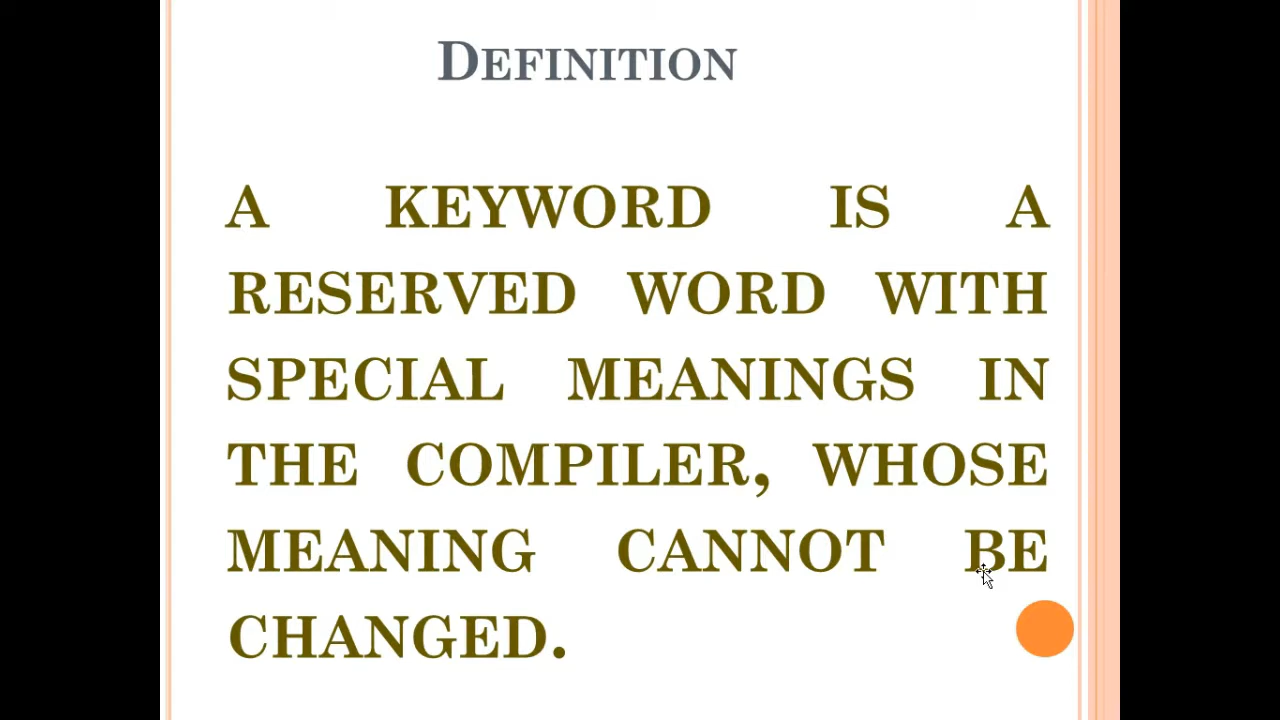 DEFINITION
A KEYWORD IS A
RESERVED WORD WITH
SPECIAL MEANINGS IN
THE COMPILER, WHOSE
MEANING CANNOT BE
CHANGED.